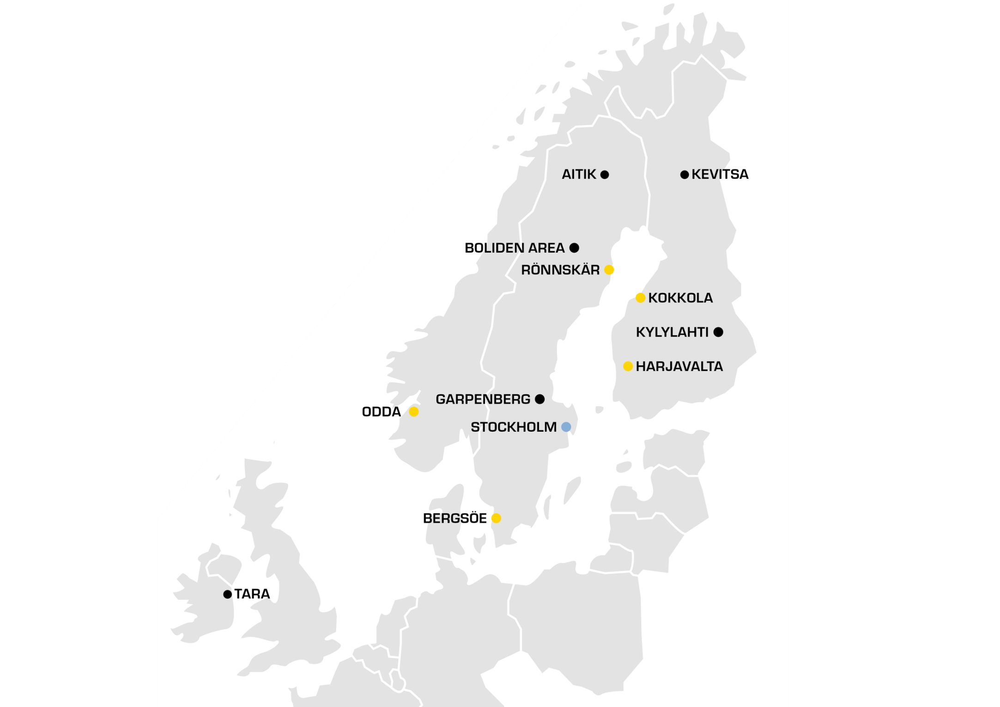 AITIK
KEVITSA
BOLIDEN AREA
RÖNNSKÄR
KOKKOLA
KYLYLAHTI
HARJAVALTA
GARPENBERG
ODDA
STOCKHOLM
BERGSÖE
TARA